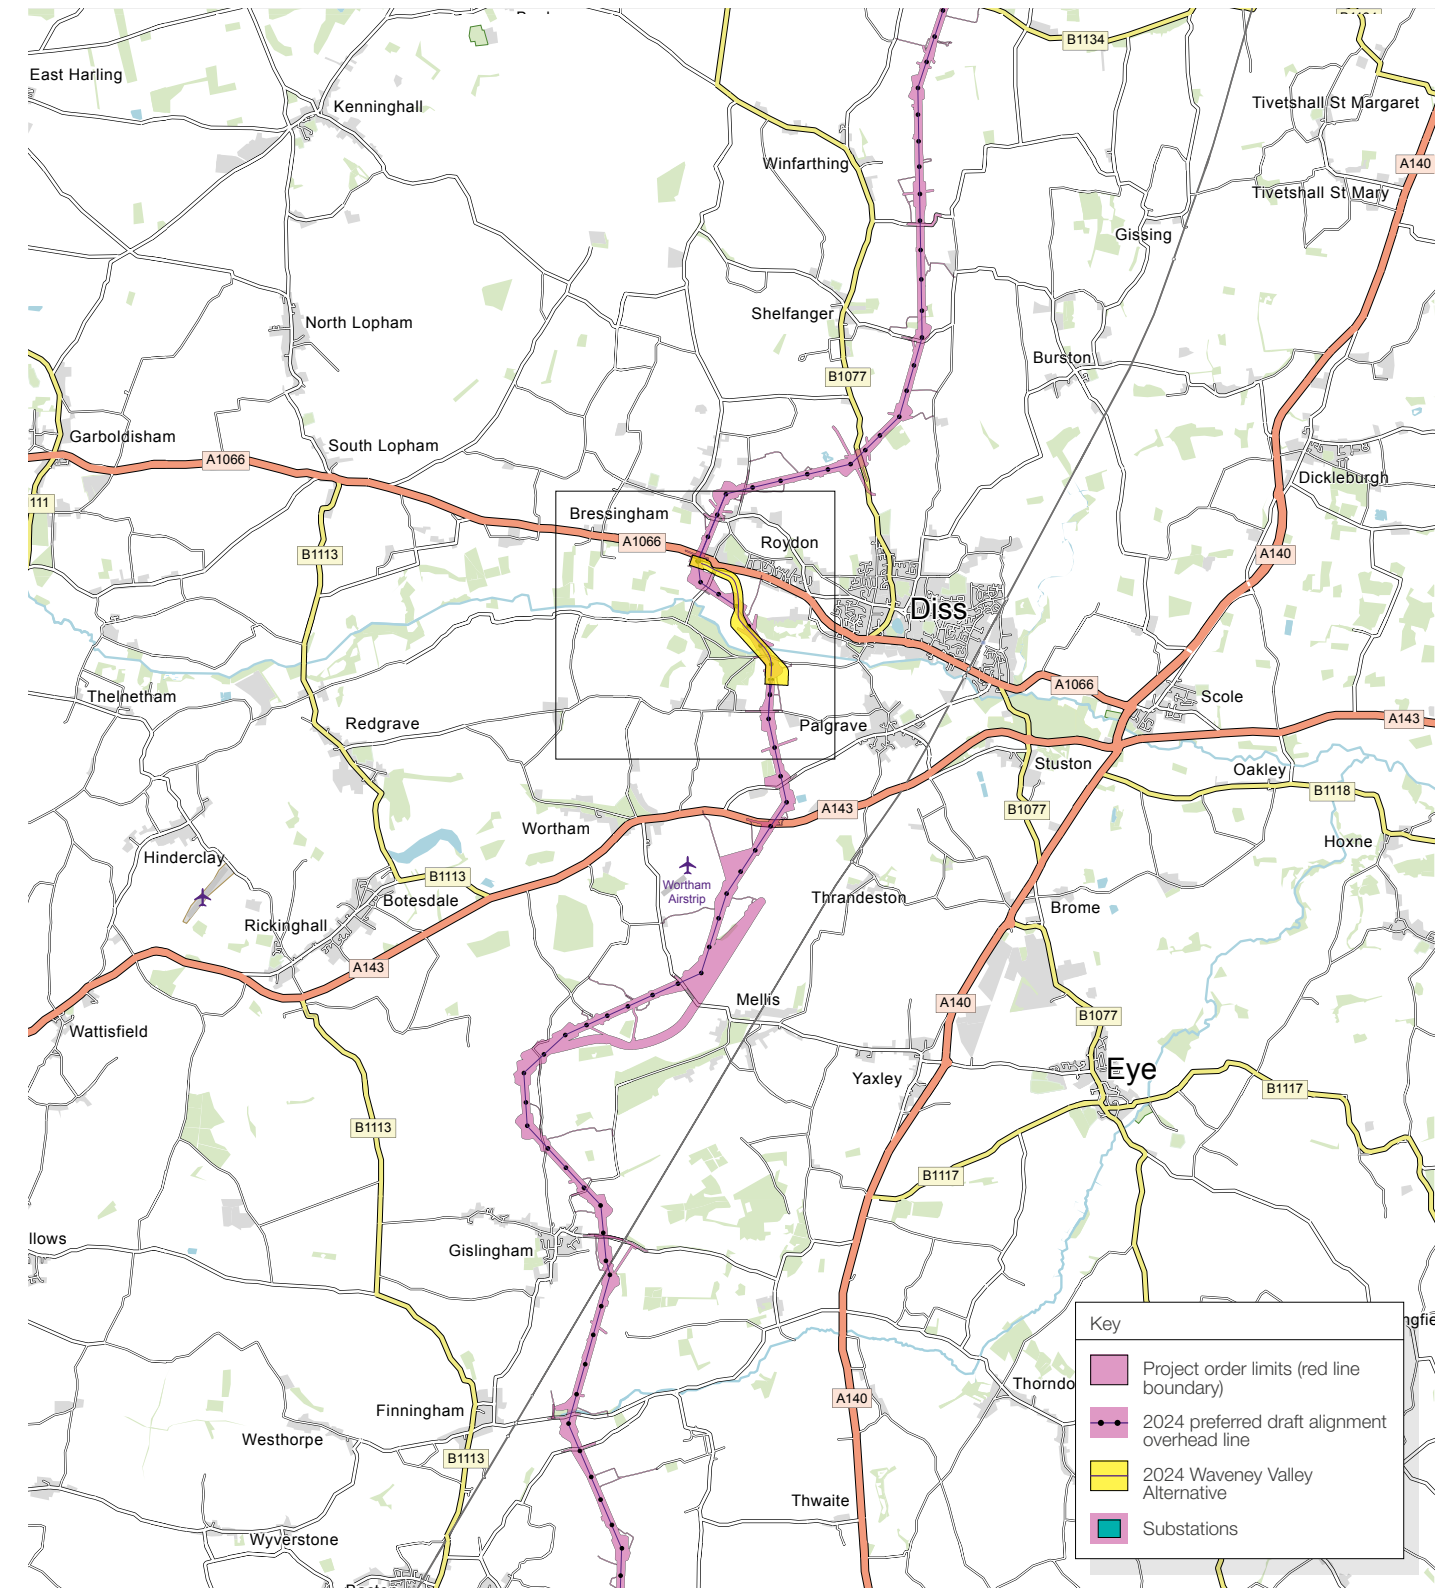 B1134
East Harling
Tivetshall St Margaret
Kenninghall
Winfarthing
A140
Tivetshall St Mary
Gissing
Shelfanger
North Lopham
Burston
B1077
Garboldisham
South Lopham
A1066
Dickleburgh
111
Bressingham
A1066
Roydon
B1113
A140
Diss
Thelnetham
A1066
Scole
Redgrave
Palgrave
A143
Stuston
Oakley
B1118
B1077
A143
Wortham
Hoxne
Hinderclay
B1113
Wortham
Airstrip
Botesdale
Thrandeston
Brome
Rickinghall
A143
Mellis
A140
B1077
Wattisfield
Yaxley
Eye
B1117
B1113
B1117
llows
Gislingham
Key
Project order limits (red line
boundary)
2024 preferred draft alignment
overhead line
2024 Waveney Valley
Alternative
Substations
ngfie
Thorndo
A140
Finningham
Westhorpe
B1113
Thwaite
Wyverstone